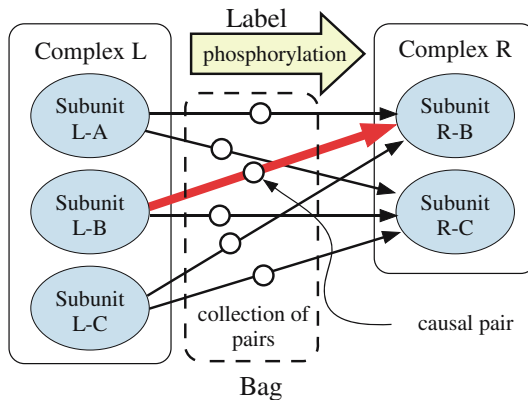 Label
Complex L
phosphorylation
Complex R
Subunit
L-A
Subunit
R-B
Subunit
L-B
Subunit
R-C
Subunit
L-C
collection of
pairs
causal pair
Bag